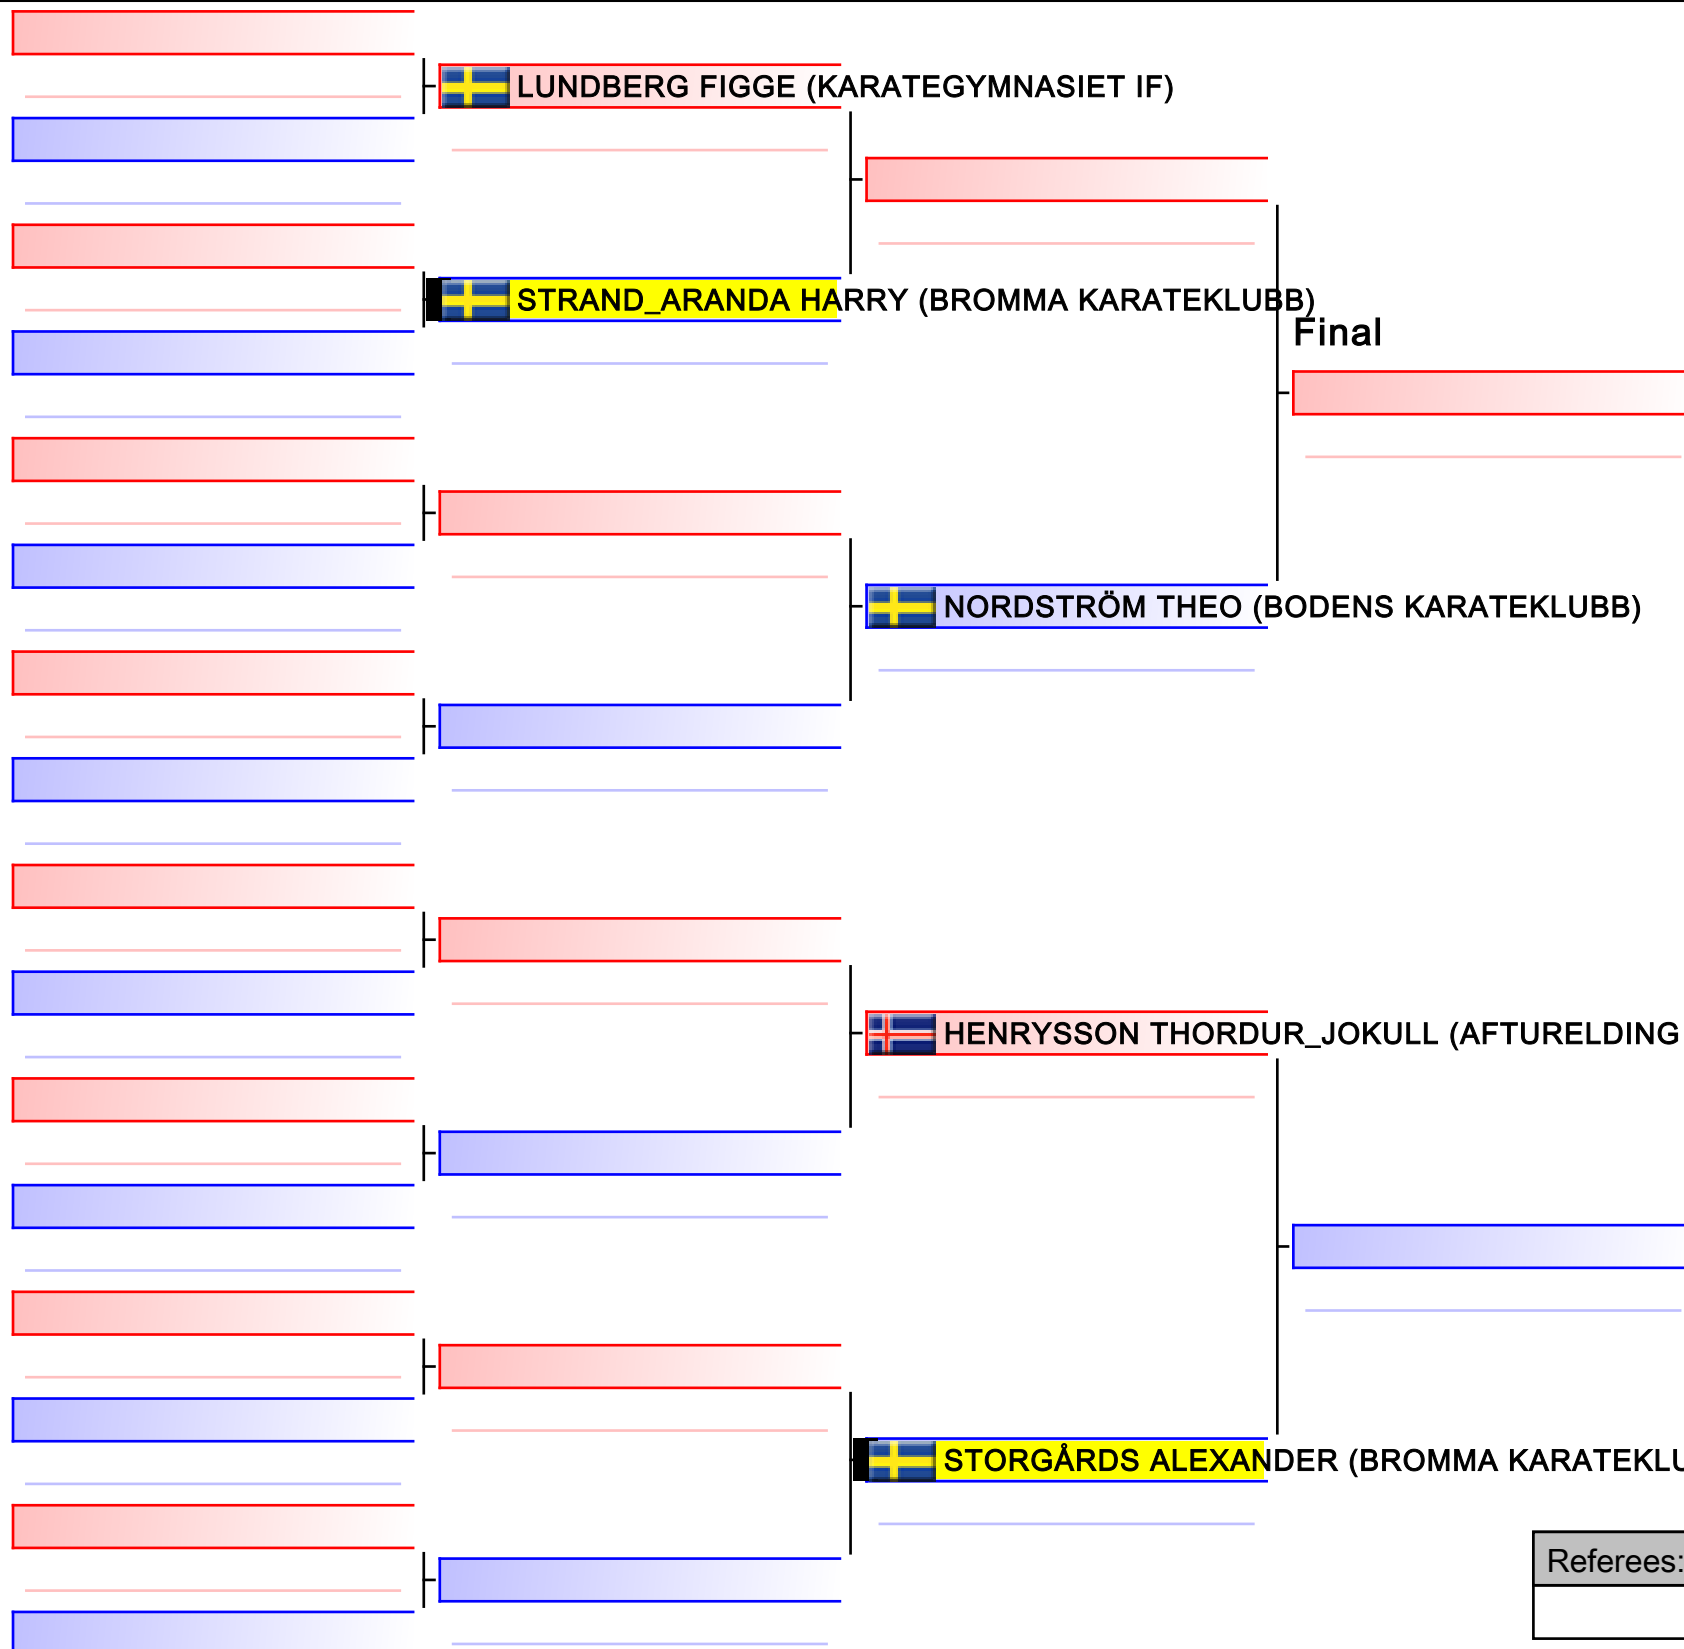 LUNDBERG FIGGE (KARATEGYMNASIET IF)
STRAND_ARANDA HARRY (BROMMA KARATEKLUBB)
Final
NORDSTRÖM THEO (BODENS KARATEKLUBB)
HENRYSSON THORDUR_JOKULL (AFTURELDING
STORGÅRDS ALEXANDER (BROMMA KARATEKLU
Referees: